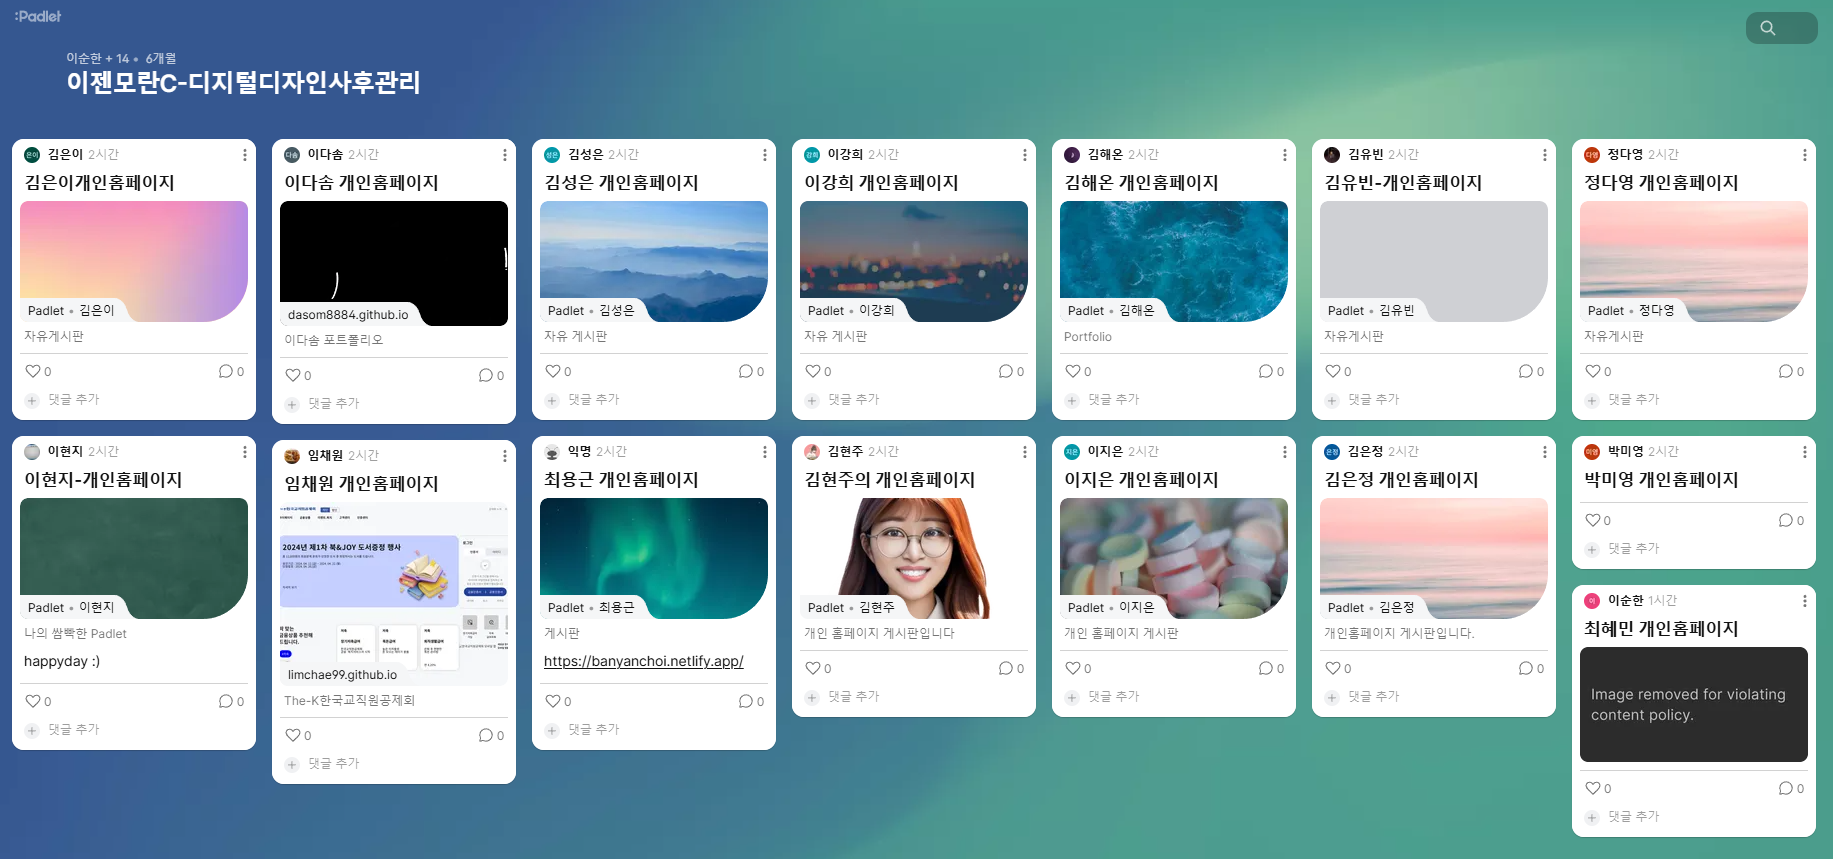 :Padlet
이순한 + 14 • 6개월
이젠모란C-디지털디자인사후관리
은이 김은이 2시간
김은이개인홈페이지
Padlet • 김은이
자유게시판
0 0
댓글 추가
다솜 이다솜 2시간
이다솜 개인홈페이지
dasom8884.github.io
이다솜 포트폴리오
0 0
댓글 추가
성은 김성은 2시간
김성은 개인홈페이지
Padlet • 김성은
자유 게시판
0 0
댓글 추가
강희 이강희 2시간
이강희 개인홈페이지
Padlet • 이강희
자유 게시판
0 0
댓글 추가
김해온 2시간
김해온 개인홈페이지
Padlet • 김해온
Portfolio
0 0
댓글 추가
김유빈 2시간
김유빈-개인홈페이지
Padlet • 김유빈
자유게시판
0 0
댓글 추가
다영 정다영 2시간
정다영 개인홈페이지
Padlet • 정다영
자유게시판
0 0
댓글 추가
이현지 2시간
이현지-개인홈페이지
Padlet • 이현지
나의 쌈빡한 Padlet
happyday :)
0 0
댓글 추가
임채원 2시간
임채원 개인홈페이지
2024년 제1차 북&JOY 도서증정 행사
limchae99.github.io
The-K한국교직원공제회
0 0
댓글 추가
익명 2시간
최용근 개인홈페이지
Padlet • 최용근
게시판
https://banyanchoi.netlify.app/
0 0
댓글 추가
김현주 2시간
김현주의 개인홈페이지
Padlet • 김현주
개인 홈페이지 게시판입니다
0 0
댓글 추가
지은 이지은 2시간
이지은 개인홈페이지
Padlet • 이지은
개인 홈페이지 게시판
0 0
댓글 추가
은정 김은정 2시간
김은정 개인홈페이지
Padlet • 김은정
개인홈페이지 게시판입니다.
0 0
댓글 추가
미영 박미영 2시간
박미영 개인홈페이지
0 0
댓글 추가
이 이순한 1시간
최혜민 개인홈페이지
Image removed for violating
content policy.
0 0
댓글 추가